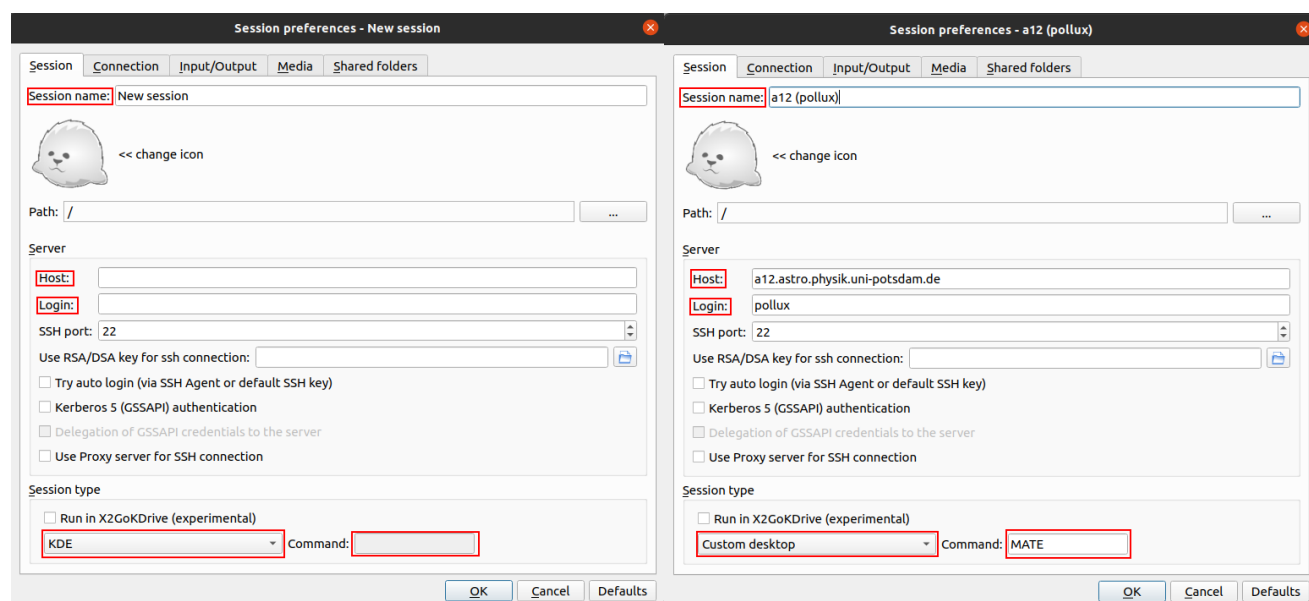 Session preferences - New session
Session Connection Input/Output Media Shared folders
Session name: New session
<< change icon
Path: / ...
Server
Host:
Login:
SSH port: 22
Use RSA/DSA key for ssh connection:
Try auto login (via SSH Agent or default SSH key)
Kerberos 5 (GSSAPI) authentication
Delegation of GSSAPI credentials to the server
Use Proxy server for SSH connection
Session type
Run in X2GoKDrive (experimental)
KDE Command:
OK Cancel Defaults
Session preferences - a12 (pollux)
Session Connection Input/Output Media Shared folders
Session name: a12 (pollux)
<< change icon
Path: / ...
Server
Host: a12.astro.physik.uni-potsdam.de
Login: pollux
SSH port: 22
Use RSA/DSA key for ssh connection:
Try auto login (via SSH Agent or default SSH key)
Kerberos 5 (GSSAPI) authentication
Delegation of GSSAPI credentials to the server
Use Proxy server for SSH connection
Session type
Run in X2GoKDrive (experimental)
Custom desktop Command: MATE
OK Cancel Defaults